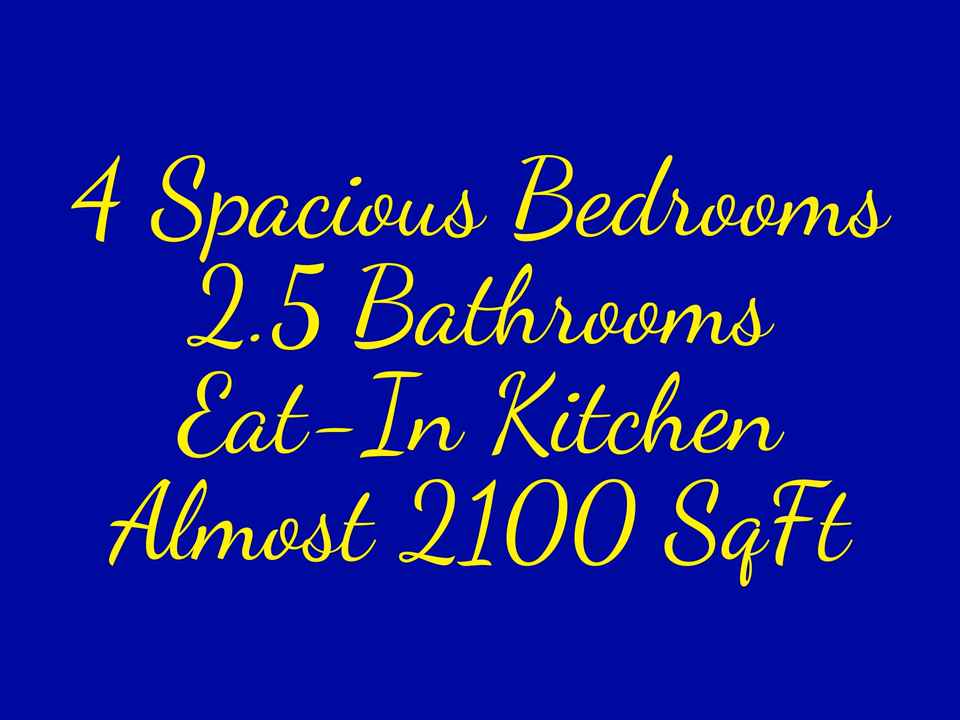 4 Spacious Bedrooms
2.5 Bathrooms
Eat-In Kitchen
Almost 2100 SqFt